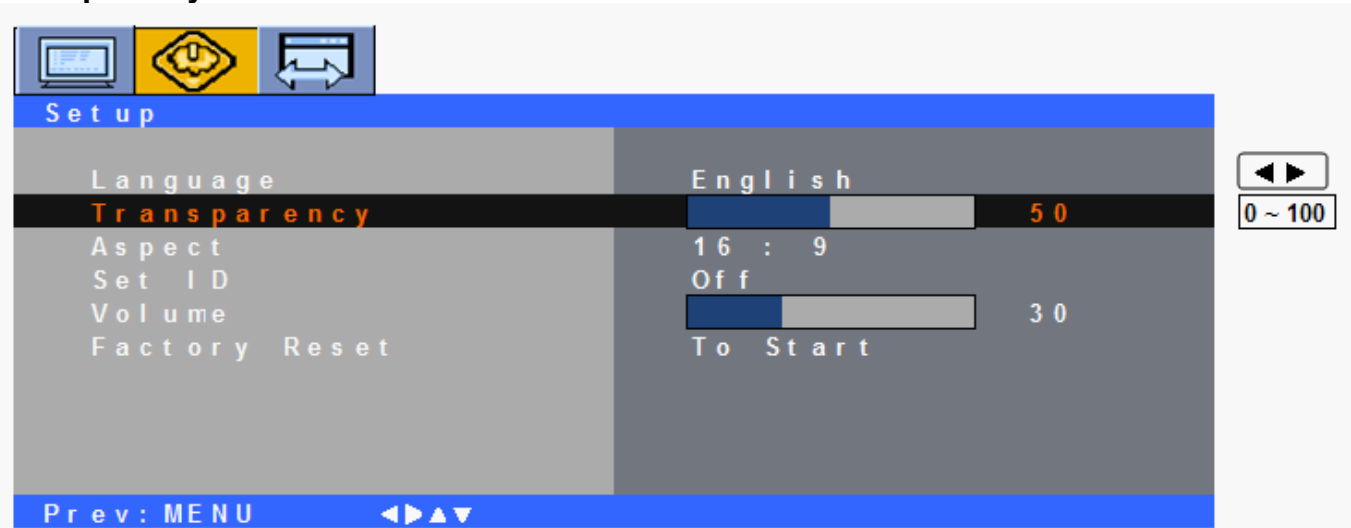 Setup
Language English
Transparency 50
0 ~ 100
Aspect 16 : 9
Set ID Off
Volume 30
Factory Reset To Start
Prev:MENU ◀▶▲▼